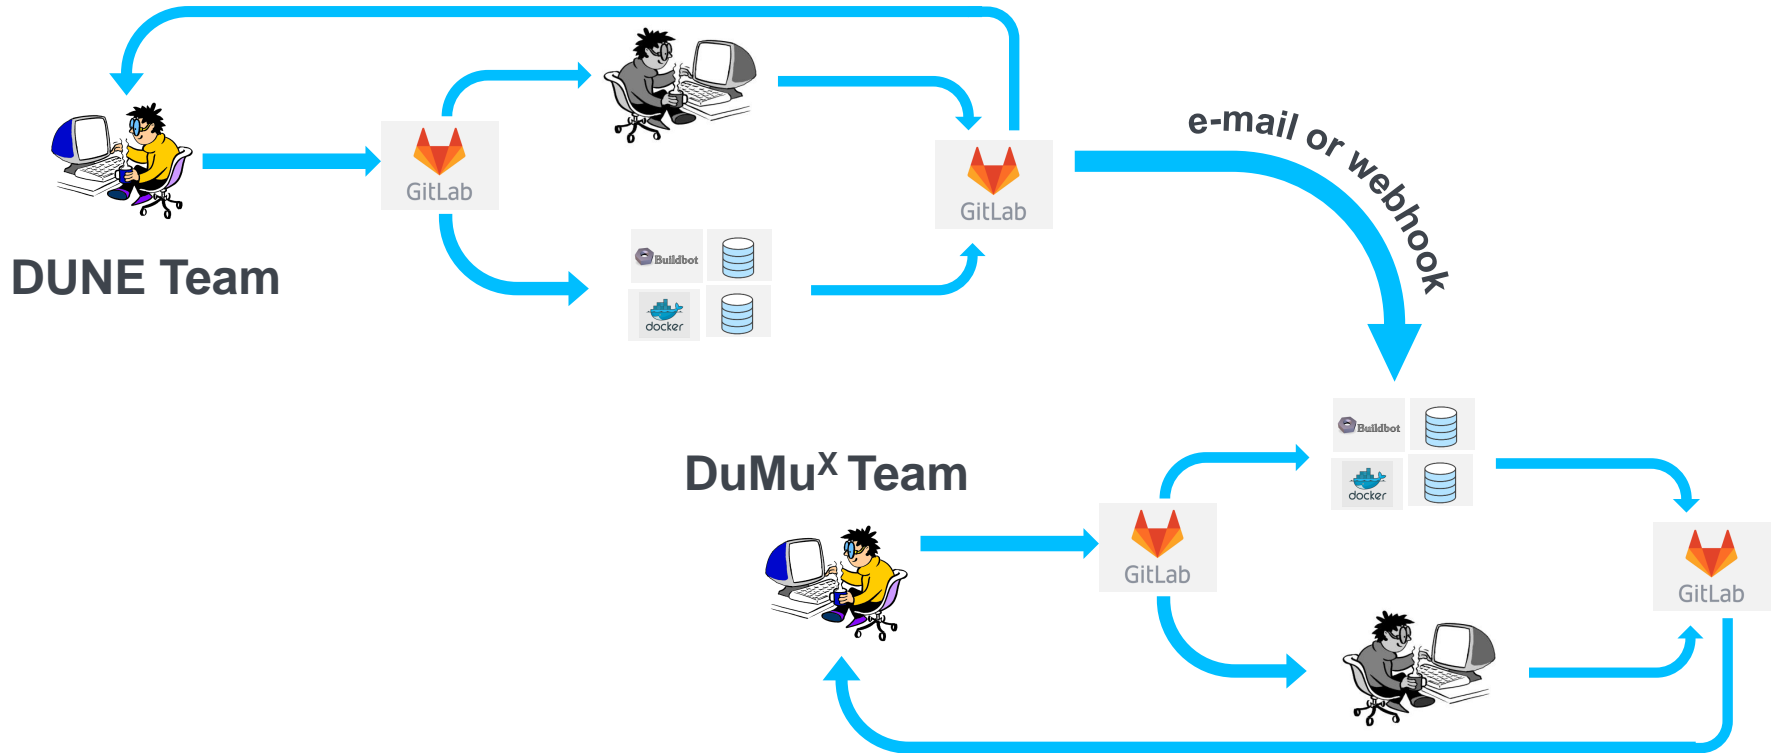 e-mail or webhook
GitLab
GitLab
Buildbot
DUNE Team
docker
Buildbot
DuMuˣ Team
docker
GitLab
GitLab